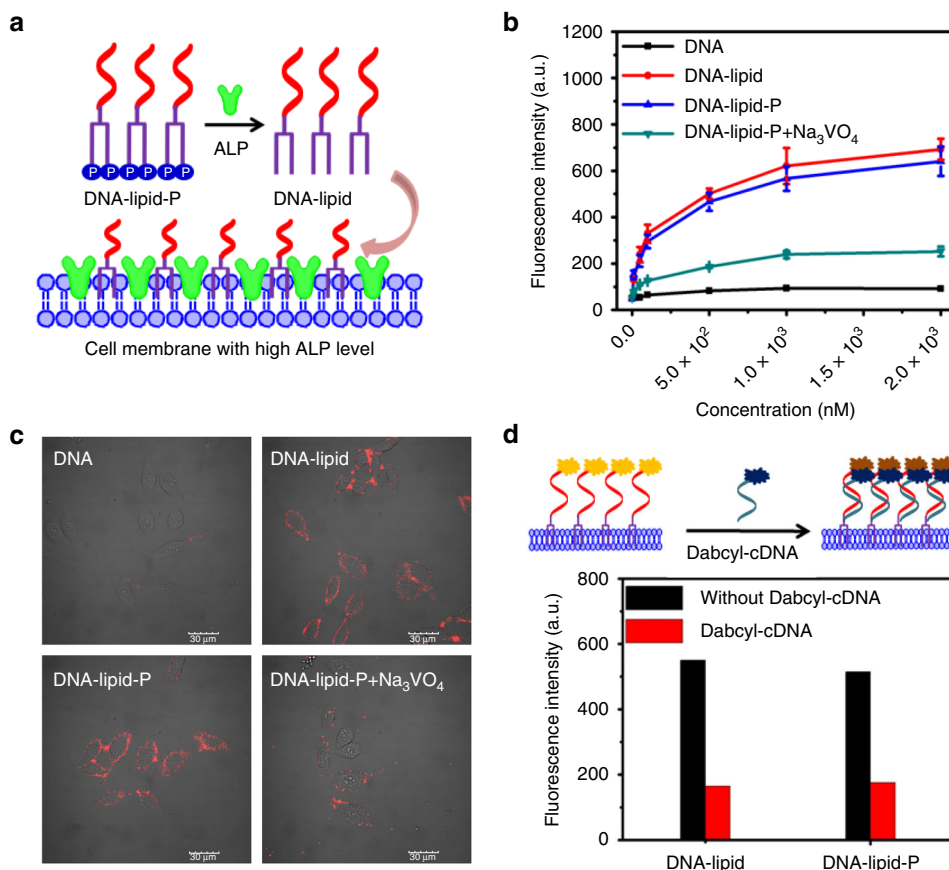 a
P P P P P P
DNA-lipid-P
ALP
DNA-lipid
Cell membrane with high ALP level
b
Fluorescence intensity (a.u.)
1200
1000
800
600
400
200
0
DNA
DNA-lipid
DNA-lipid-P
DNA-lipid-P+Na₃VO₄
0.0
5.0 × 10²
1.0 × 10³
1.5 × 10³
2.0 × 10³
Concentration (nM)
c
DNA
30 μm
DNA-lipid
30 μm
DNA-lipid-P
30 μm
DNA-lipid-P+Na₃VO₄
30 μm
d
Dabcyl-cDNA
Fluorescence intensity (a.u.)
800
600
400
200
0
Without Dabcyl-cDNA
Dabcyl-cDNA
DNA-lipid
DNA-lipid-P